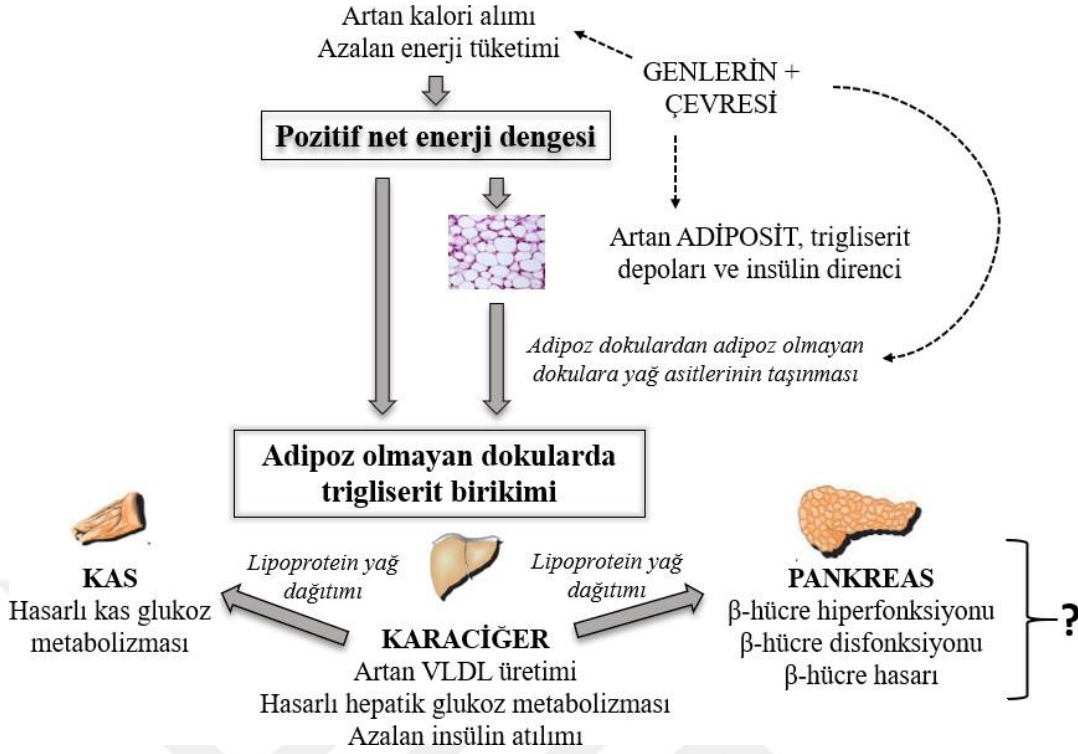 Artan kalori alımı
Azalan enerji tüketimi
GENLERİN +
ÇEVRESİ
Pozitif net enerji dengesi
Artan ADİPOSİT, trigliserit
depoları ve insülin direnci
Adipoz dokulardan adipoz olmayan
dokulara yağ asitlerinin taşınması
Adipoz olmayan dokularda
trigliserit birikimi
Lipoprotein yağ
dağıtımı
Lipoprotein yağ
dağıtımı
KAS
Hasarlı kas glukoz
metabolizması
KARACİĞER
Artan VLDL üretimi
Hasarlı hepatik glukoz metabolizması
Azalan insülin atılımı
PANKREAS
β-hücre hiperfonksiyonu
β-hücre disfonksiyonu
β-hücre hasarı
?